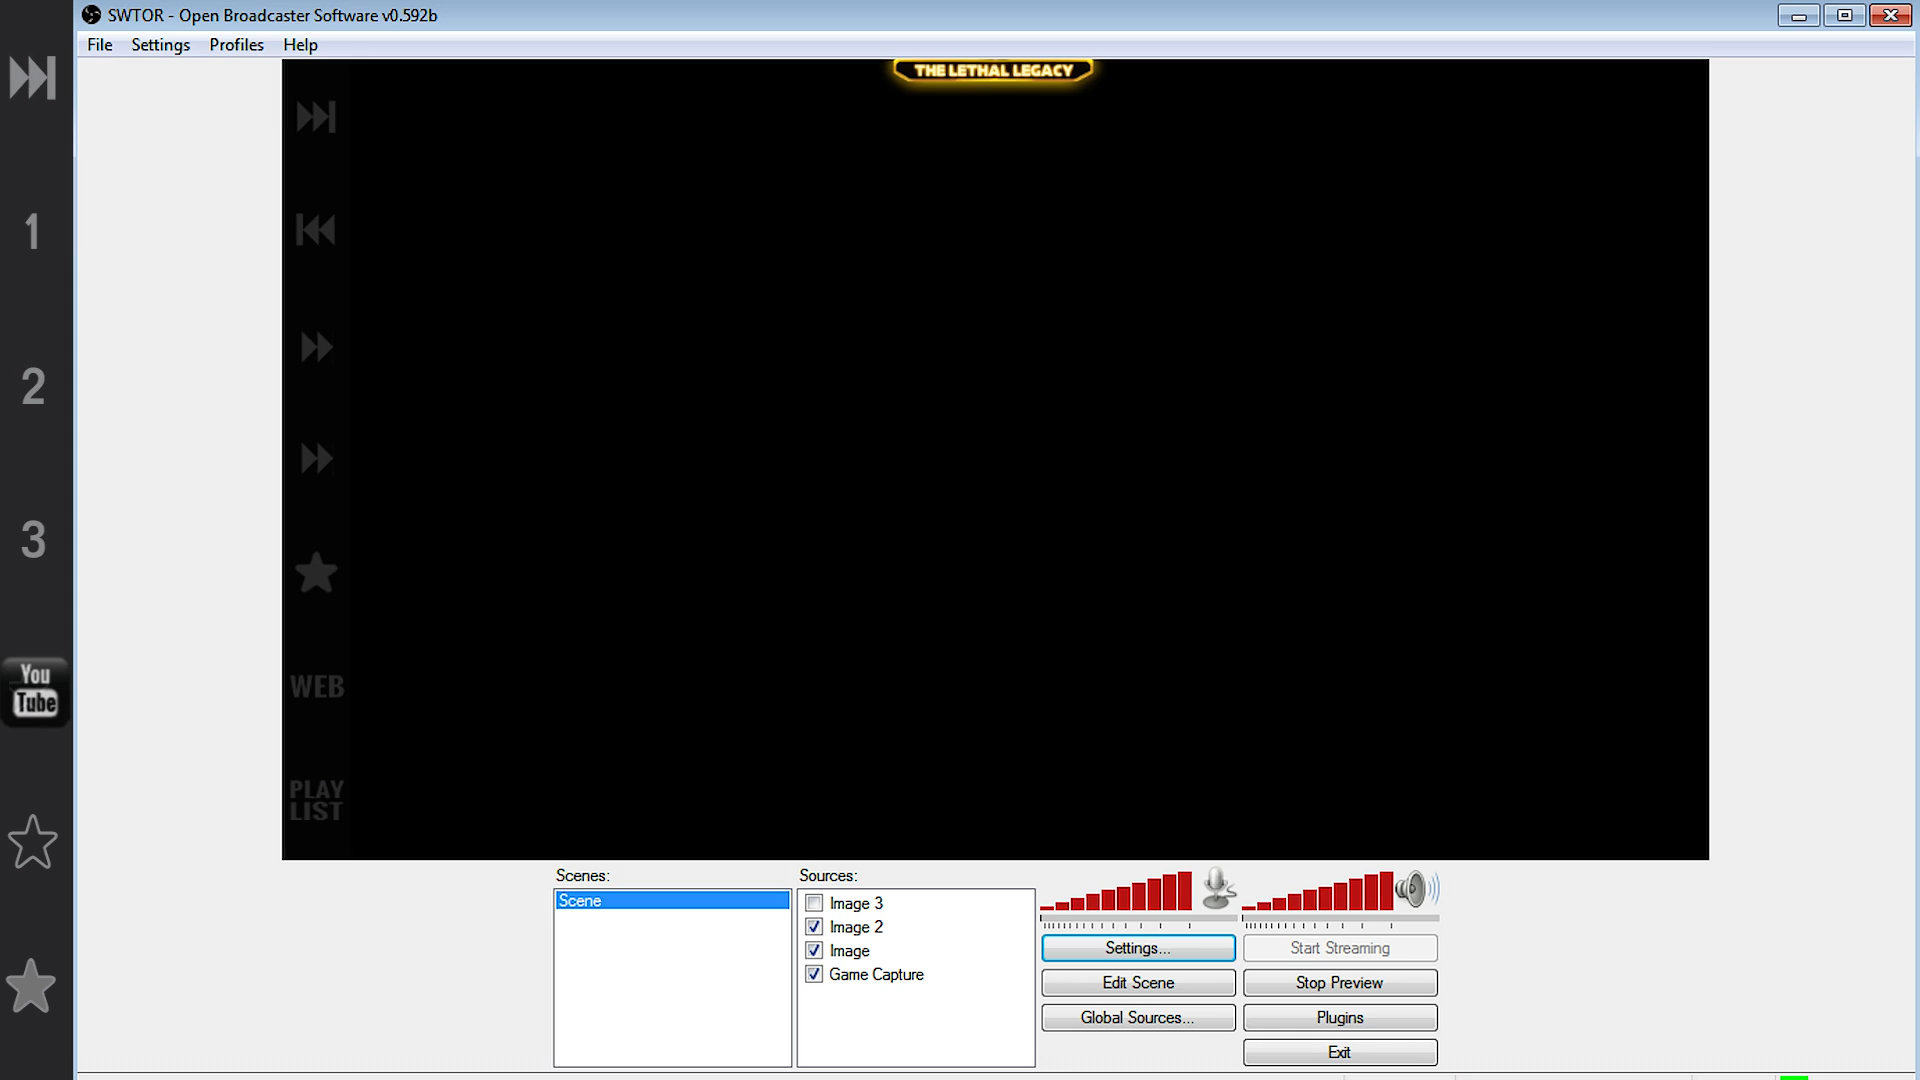 SWTOR - Open Broadcaster Software v0.592b
File Settings Profiles Help
THE LETHAL LEGACY
1
2
3
You
Tube
WEB
PLAY
LIST
Scenes:
Scene
Sources:
Image 3
Image 2
Image
Game Capture
Settings...
Start Streaming
Edit Scene
Stop Preview
Global Sources...
Plugins
Exit